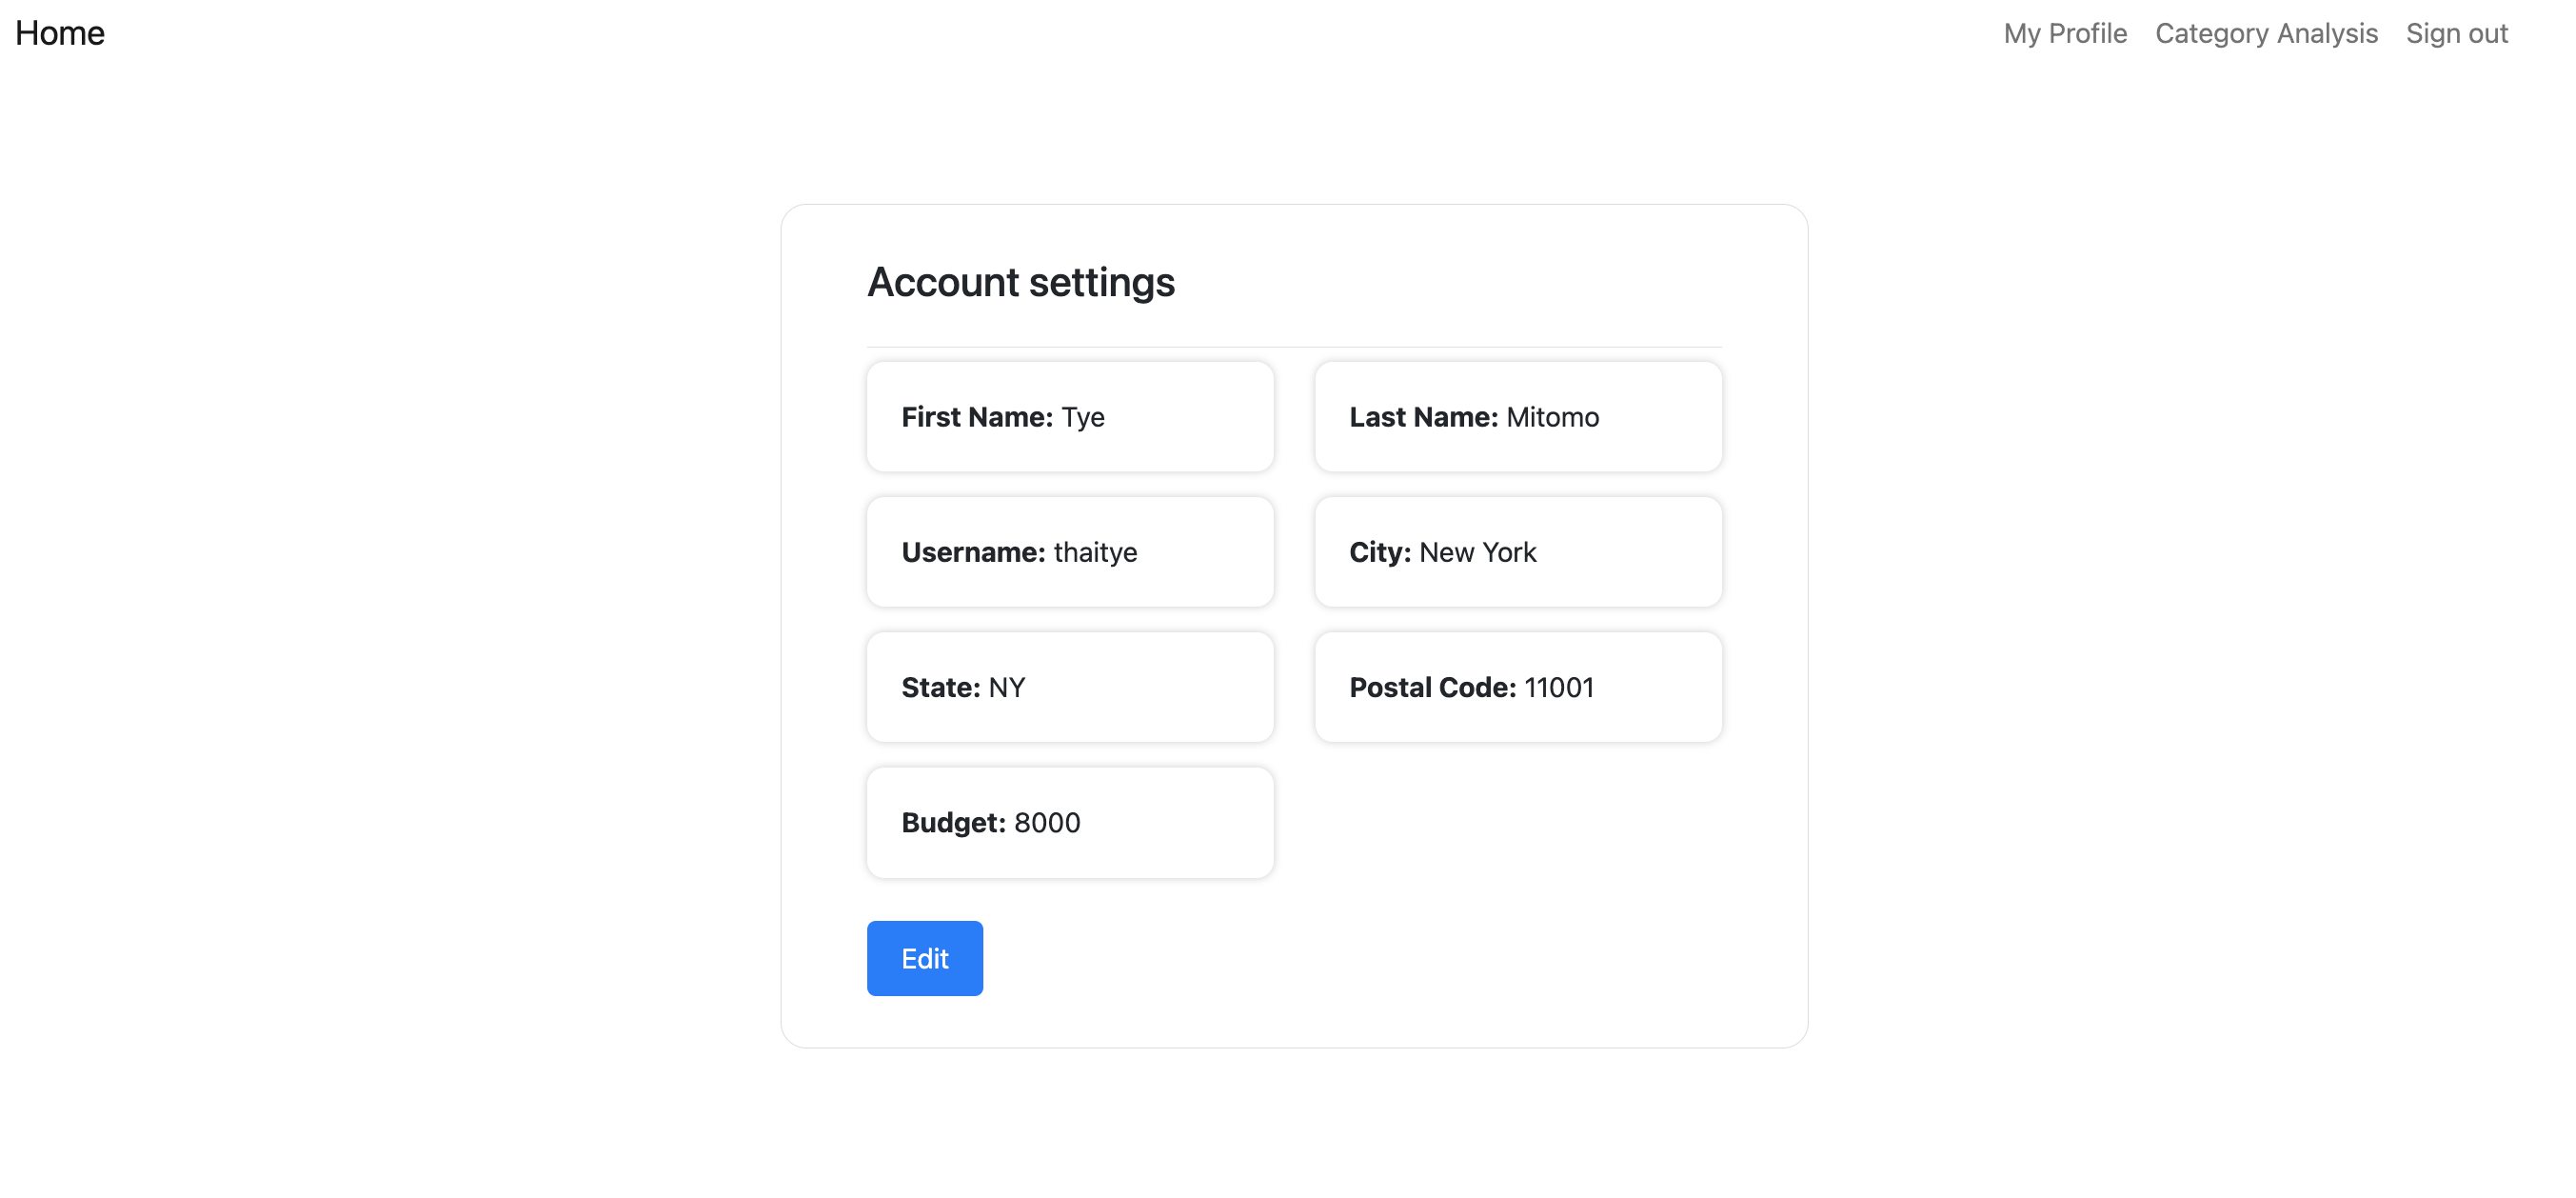 Home
My Profile Category Analysis Sign out
Account settings
First Name: Tye
Last Name: Mitomo
Username: thaitye
City: New York
State: NY
Postal Code: 11001
Budget: 8000
Edit